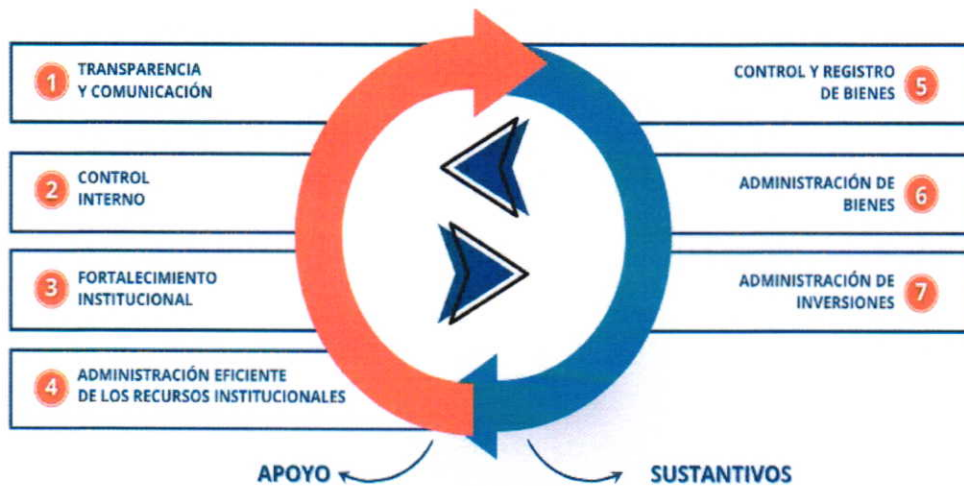 1 TRANSPARENCIA
Y COMUNICACIÓN
2 CONTROL
INTERNO
3 FORTALECIMIENTO
INSTITUCIONAL
4 ADMINISTRACIÓN EFICIENTE
DE LOS RECURSOS INSTITUCIONALES
CONTROL Y REGISTRO
DE BIENES 5
ADMINISTRACIÓN DE
BIENES 6
ADMINISTRACIÓN DE
INVERSIONES 7
APOYO
SUSTANTIVOS